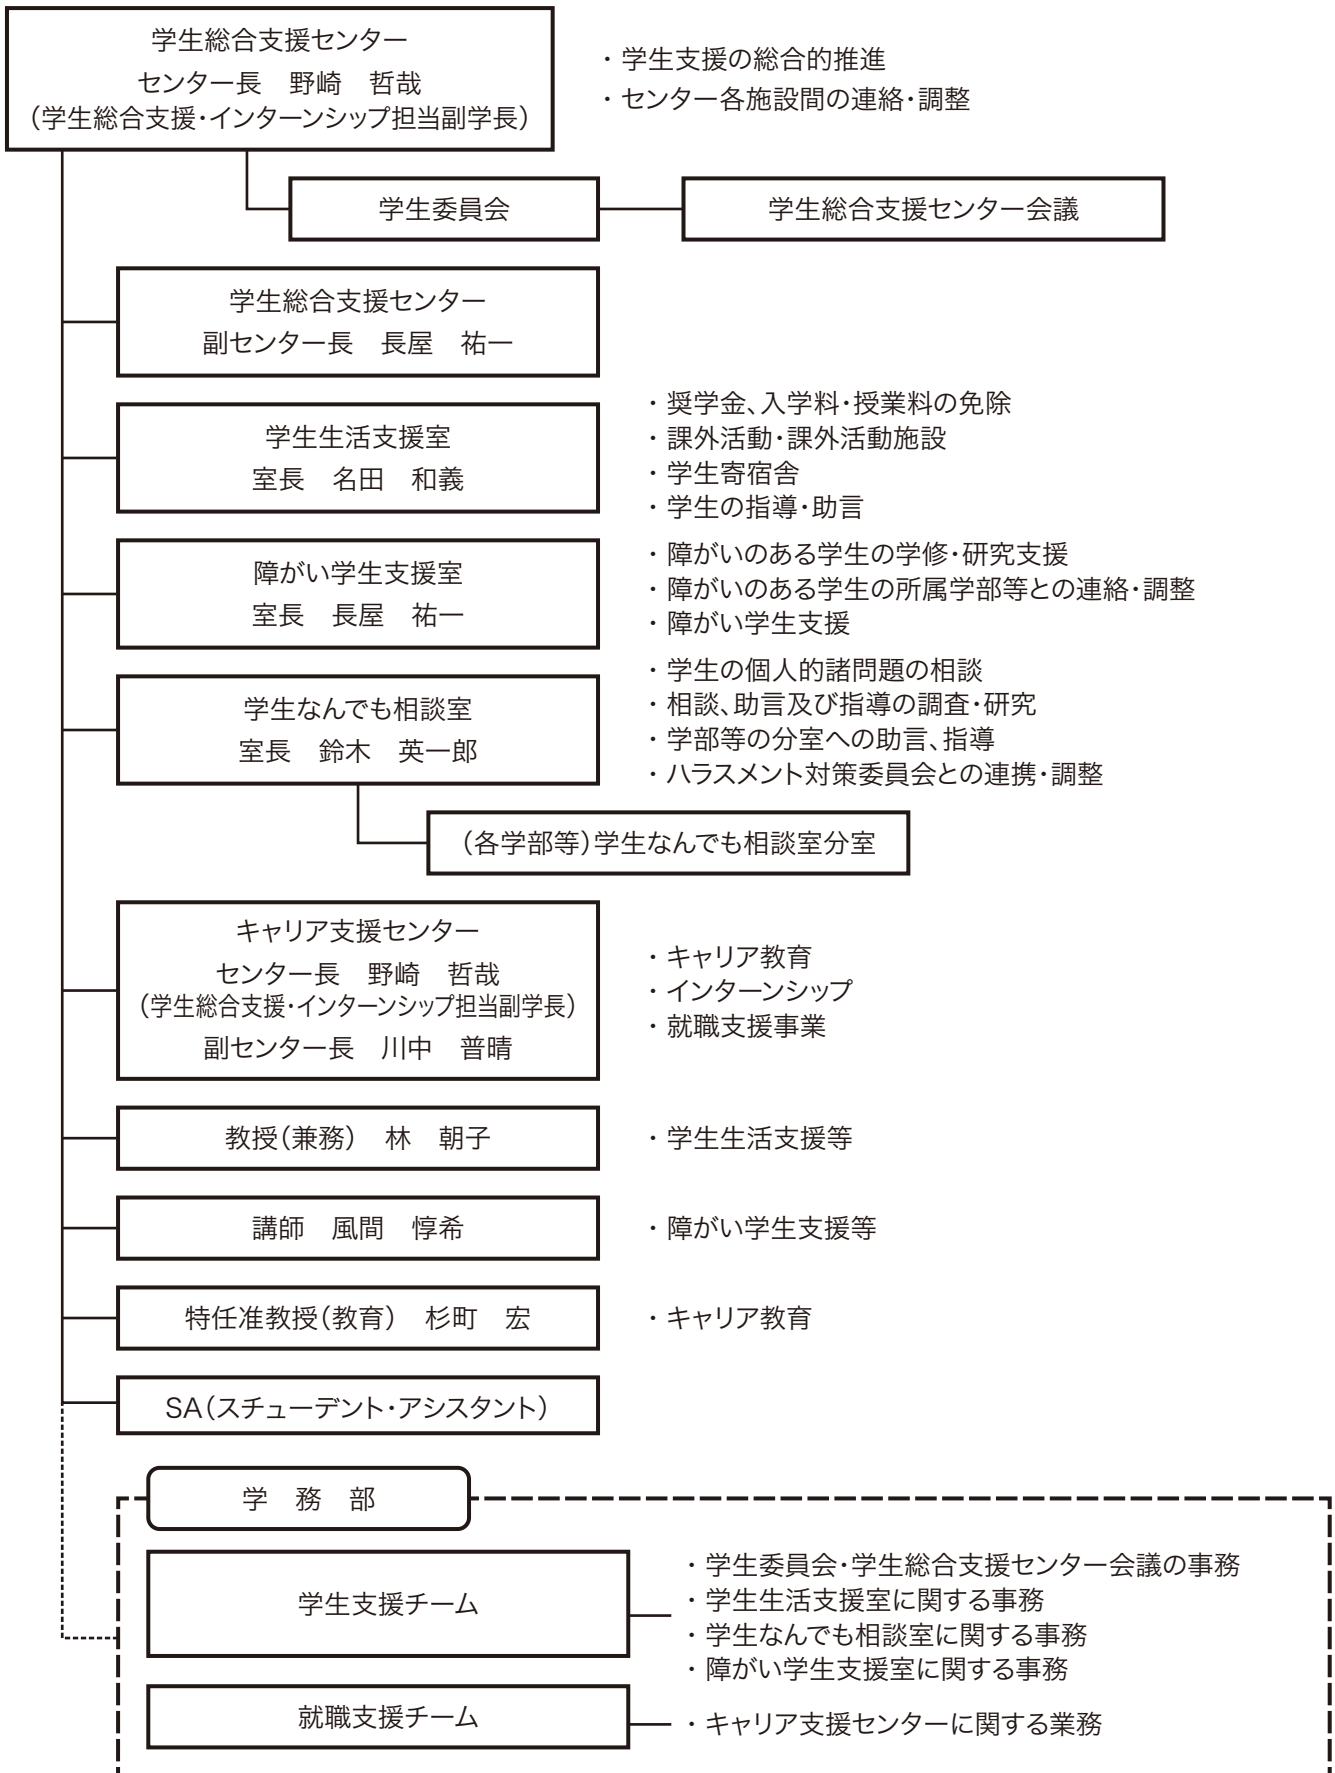 学生総合支援センター
センター長　野崎　哲哉
（学生総合支援・インターンシップ担当副学長）
・学生支援の総合的推進
・センター各施設間の連絡・調整
学生委員会
学生総合支援センター会議
学生総合支援センター
副センター長　長屋　祐一
学生生活支援室
室長　名田　和義
・奨学金、入学料・授業料の免除
・課外活動・課外活動施設
・学生寄宿舎
・学生の指導・助言
障がい学生支援室
室長　長屋　祐一
・障がいのある学生の学修・研究支援
・障がいのある学生の所属学部等との連絡・調整
・障がい学生支援
学生なんでも相談室
室長　鈴木　英一郎
・学生の個人的諸問題の相談
・相談、助言及び指導の調査・研究
・学部等の分室への助言、指導
・ハラスメント対策委員会との連携・調整
（各学部等）学生なんでも相談室分室
キャリア支援センター
センター長　野崎　哲哉
（学生総合支援・インターンシップ担当副学長）
副センター長　川中　普晴
・キャリア教育
・インターンシップ
・就職支援事業
教授（兼務）　林　朝子
・学生生活支援等
講師　風間　惇希
・障がい学生支援等
特任准教授（教育）　杉町　宏
・キャリア教育
SA（スチューデント・アシスタント）
学　務　部
学生支援チーム
・学生委員会・学生総合支援センター会議の事務
・学生生活支援室に関する事務
・学生なんでも相談室に関する事務
・障がい学生支援室に関する事務
就職支援チーム
・キャリア支援センターに関する業務